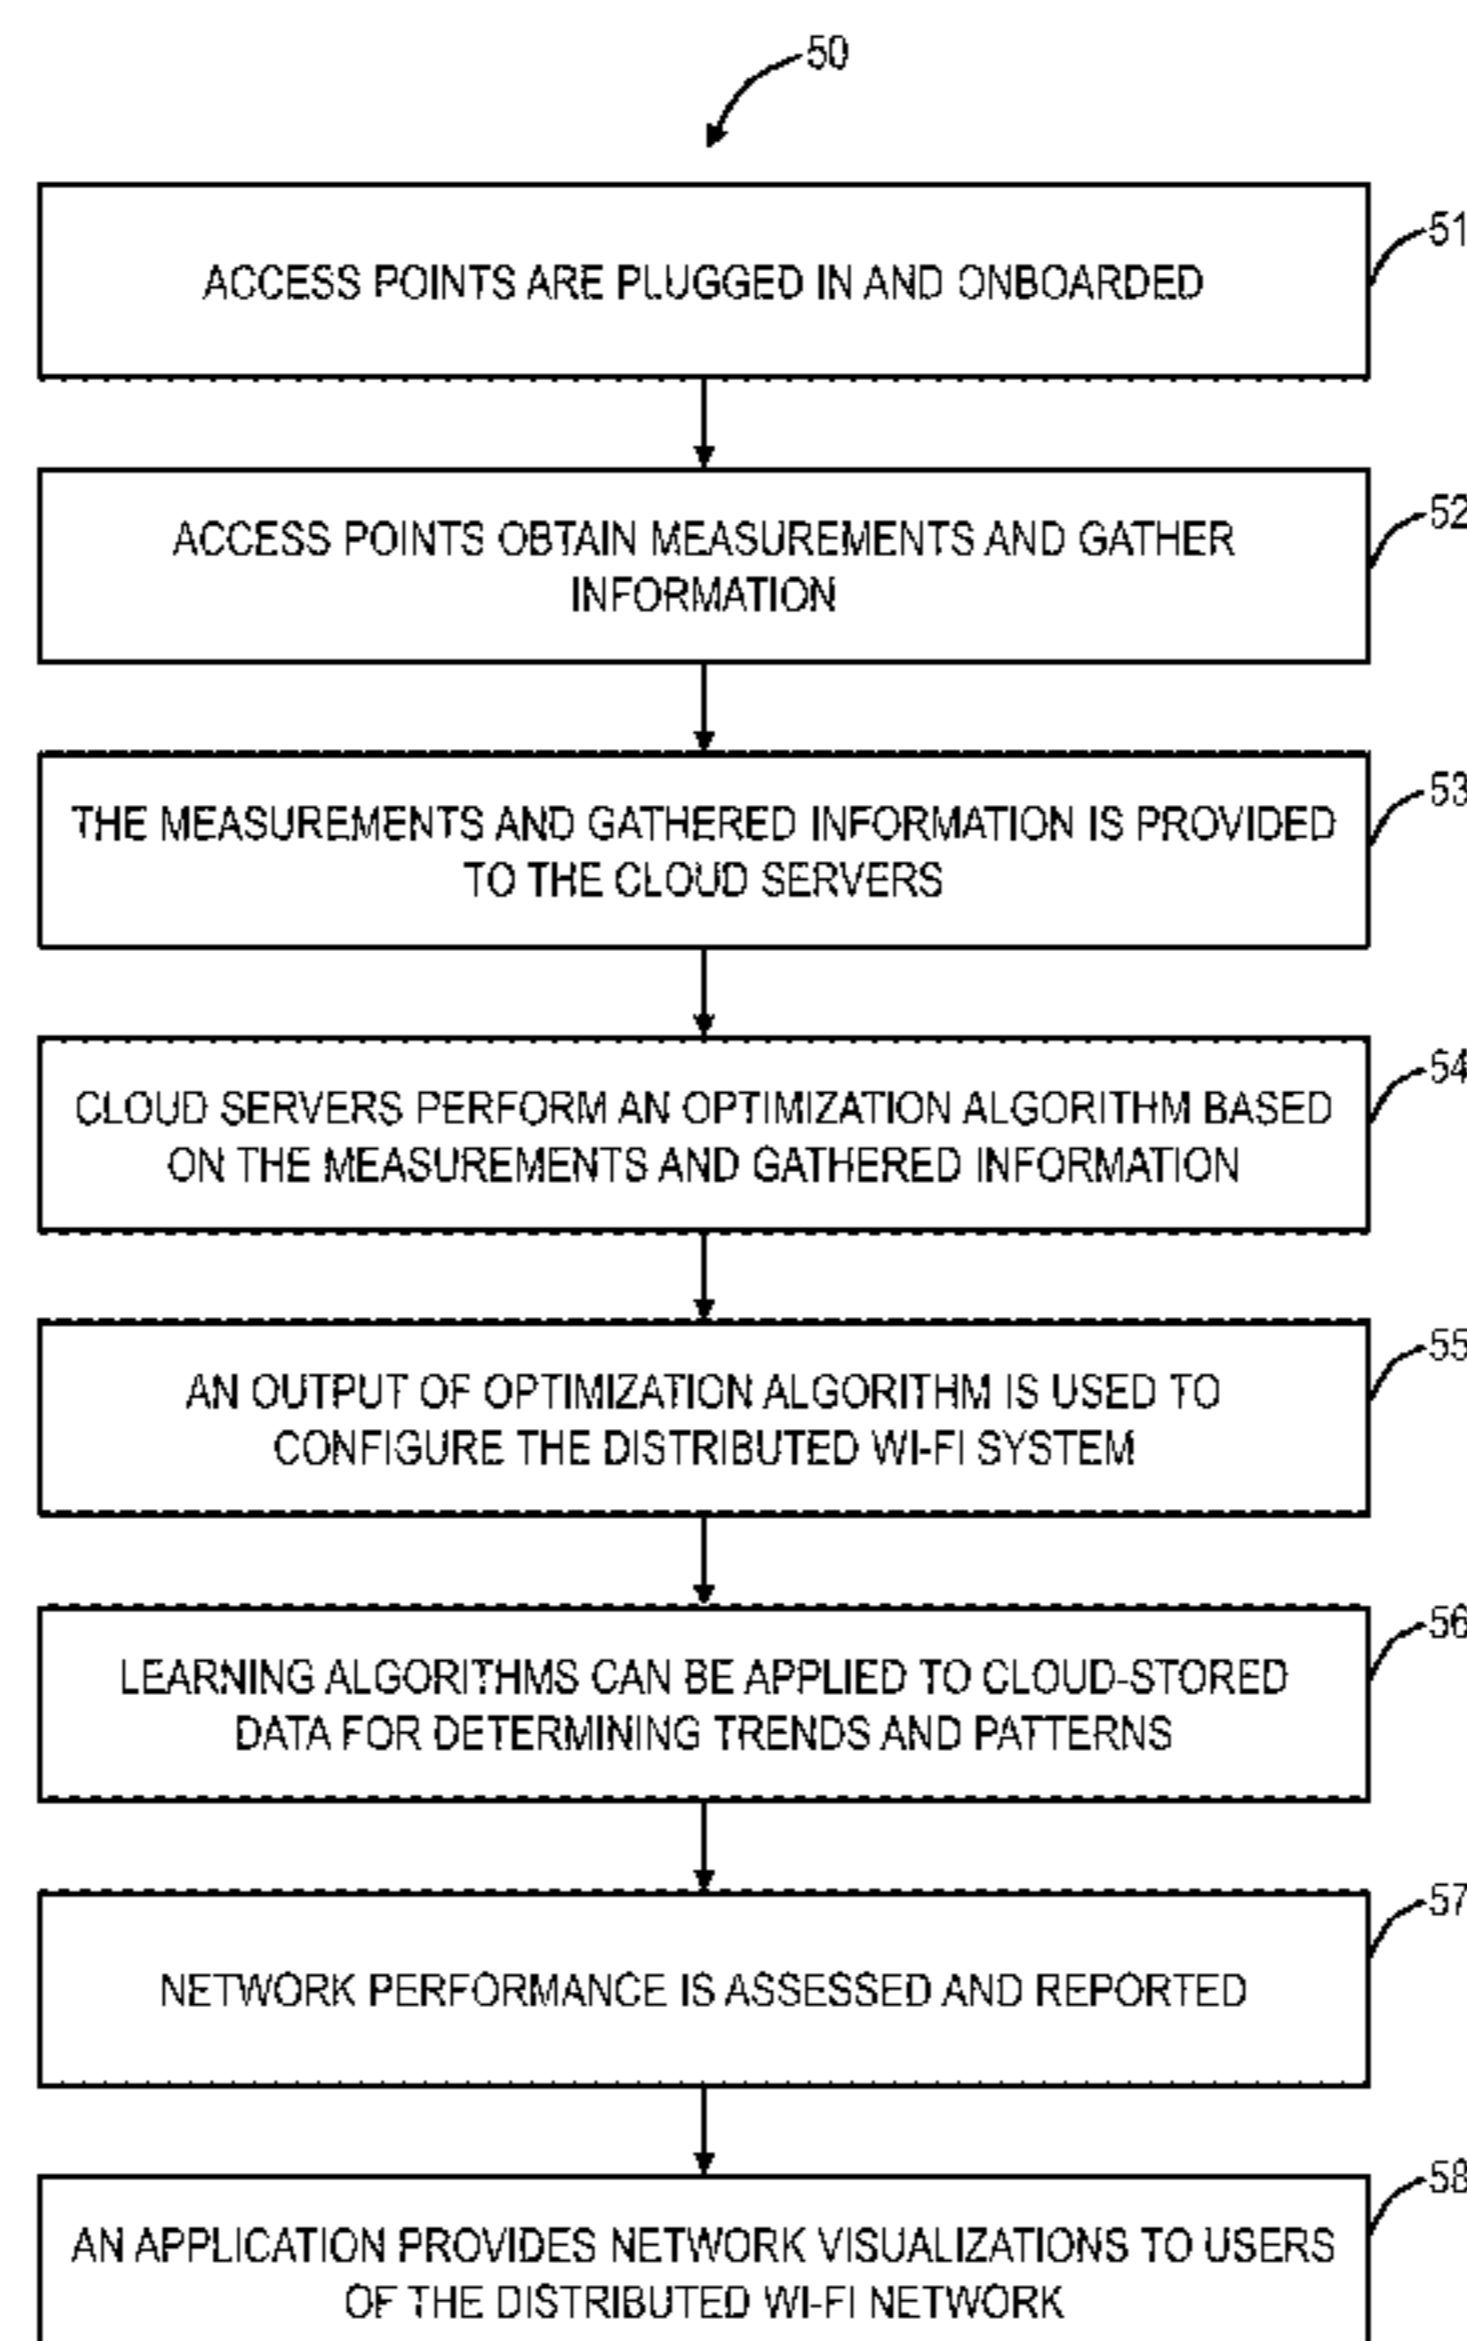 50
51
ACCESS POINTS ARE PLUGGED IN AND ONBOARDED
52
ACCESS POINTS OBTAIN MEASUREMENTS AND GATHER
INFORMATION
53
THE MEASUREMENTS AND GATHERED INFORMATION IS PROVIDED
TO THE CLOUD SERVERS
54
CLOUD SERVERS PERFORM AN OPTIMIZATION ALGORITHM BASED
ON THE MEASUREMENTS AND GATHERED INFORMATION
55
AN OUTPUT OF OPTIMIZATION ALGORITHM IS USED TO
CONFIGURE THE DISTRIBUTED WI-FI SYSTEM
56
LEARNING ALGORITHMS CAN BE APPLIED TO CLOUD-STORED
DATA FOR DETERMINING TRENDS AND PATTERNS
57
NETWORK PERFORMANCE IS ASSESSED AND REPORTED
58
AN APPLICATION PROVIDES NETWORK VISUALIZATIONS TO USERS
OF THE DISTRIBUTED WI-FI NETWORK